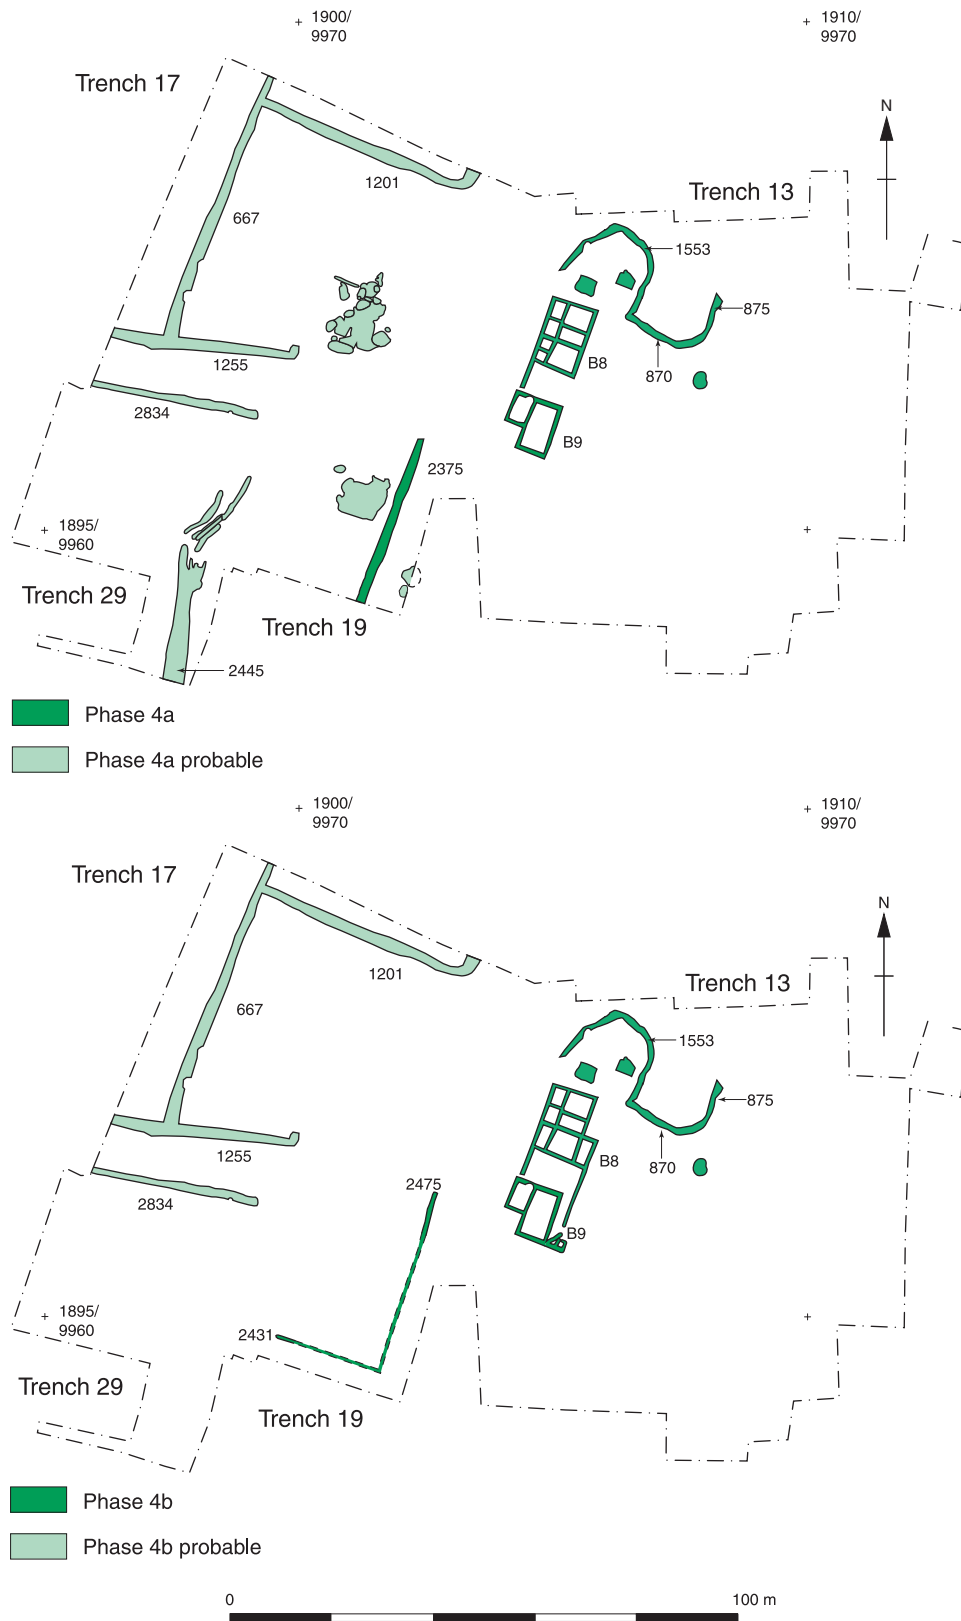 1900/
9970
1910/
9970
Trench 17
N
Trench 13
1201
667
1553
875
1255
B8
870
2834
B9
2375
1895/
9960
Trench 29
Trench 19
2445
Phase 4a
Phase 4a probable
1900/
9970
1910/
9970
Trench 17
N
Trench 13
1201
667
1553
875
1255
B8
870
2475
2834
B9
1895/
9960
2431
Trench 29
Trench 19
Phase 4b
Phase 4b probable
0
100 m